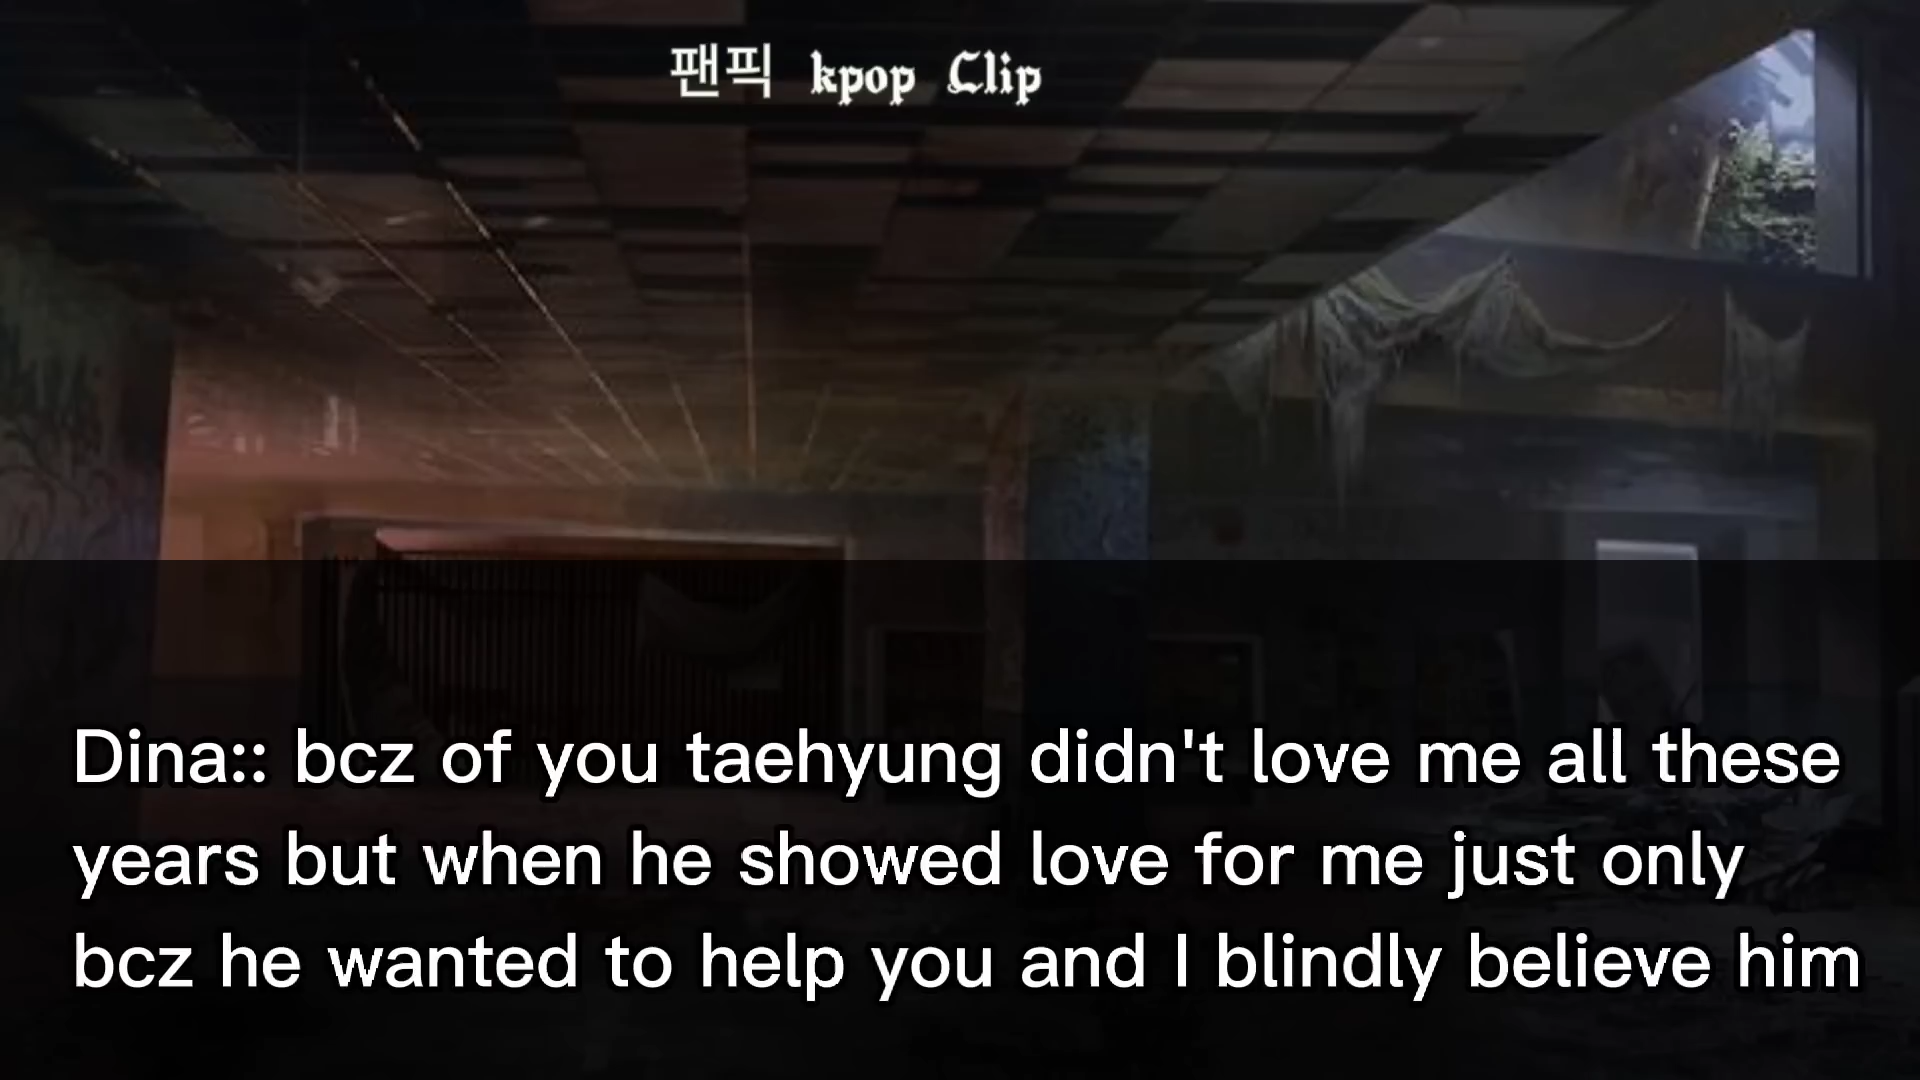 팬픽 kpop Clip
Dina:: bcz of you taehyung didn't love me all these
years but when he showed love for me just only
bcz he wanted to help you and I blindly believe him